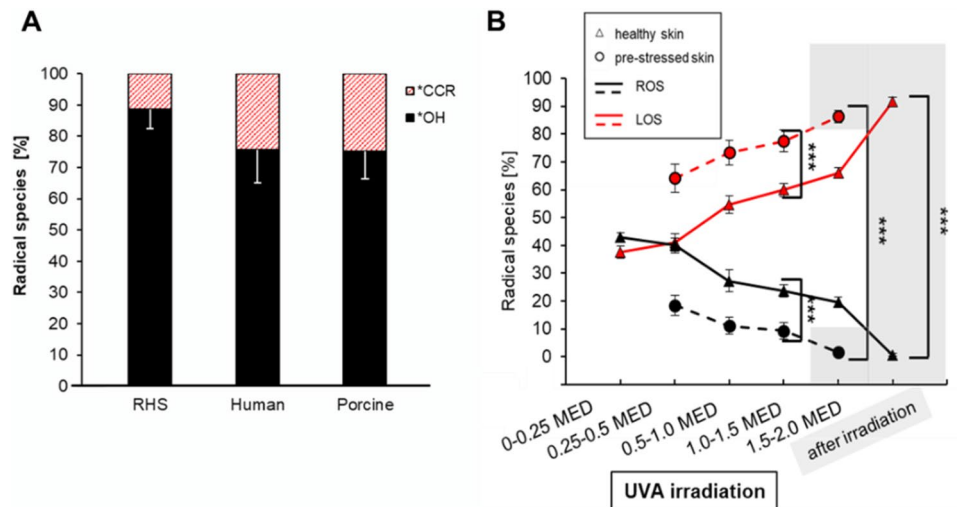 A
Radical species [%]
100
90
80
70
60
50
40
30
20
10
0
RHS Human Porcine
*CCR
*OH
B
healthy skin
pre-stressed skin
ROS
LOS
Radical species [%]
100
90
80
70
60
50
40
30
20
10
0
***
***
***
***
0-0.25 MED
0.25-0.5 MED
0.5-1.0 MED
1.0-1.5 MED
1.5-2.0 MED
after irradiation
UVA irradiation